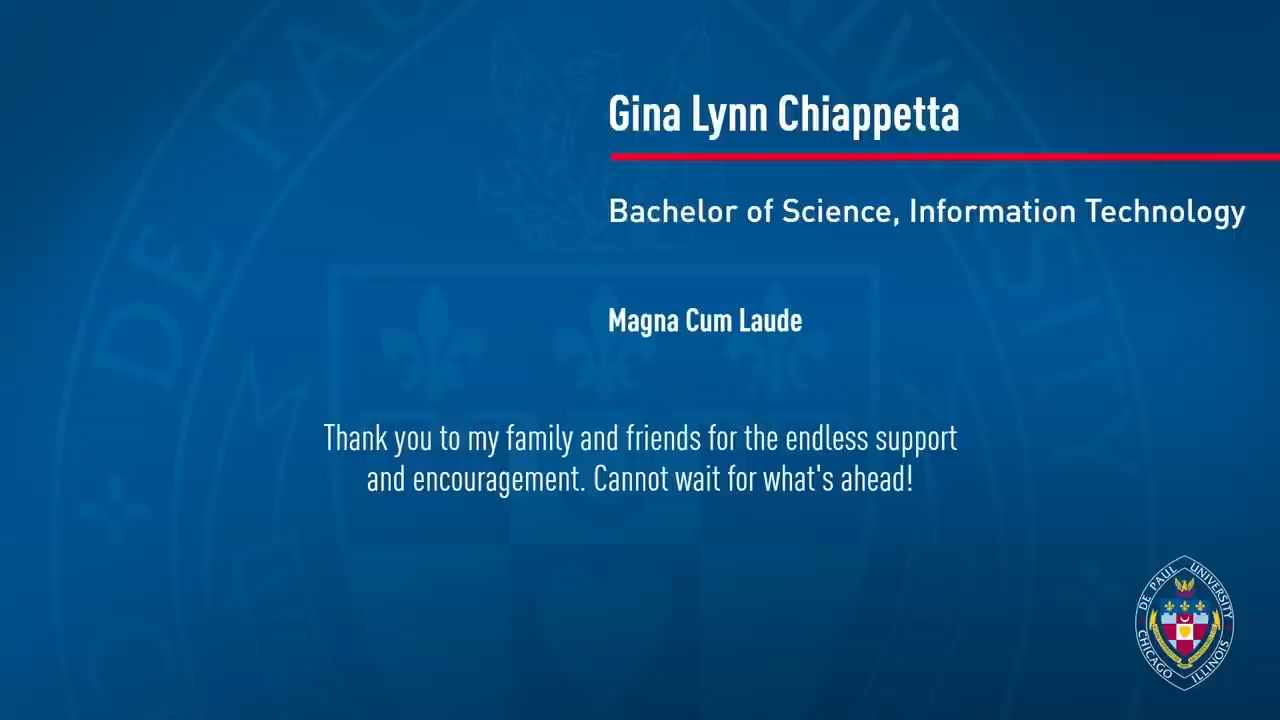 Gina Lynn Chiappetta
Bachelor of Science, Information Technology
Magna Cum Laude
Thank you to my family and friends for the endless support
and encouragement. Cannot wait for what's ahead!
DE PAUL UNIVERSITY
CHICAGO ILLINOIS